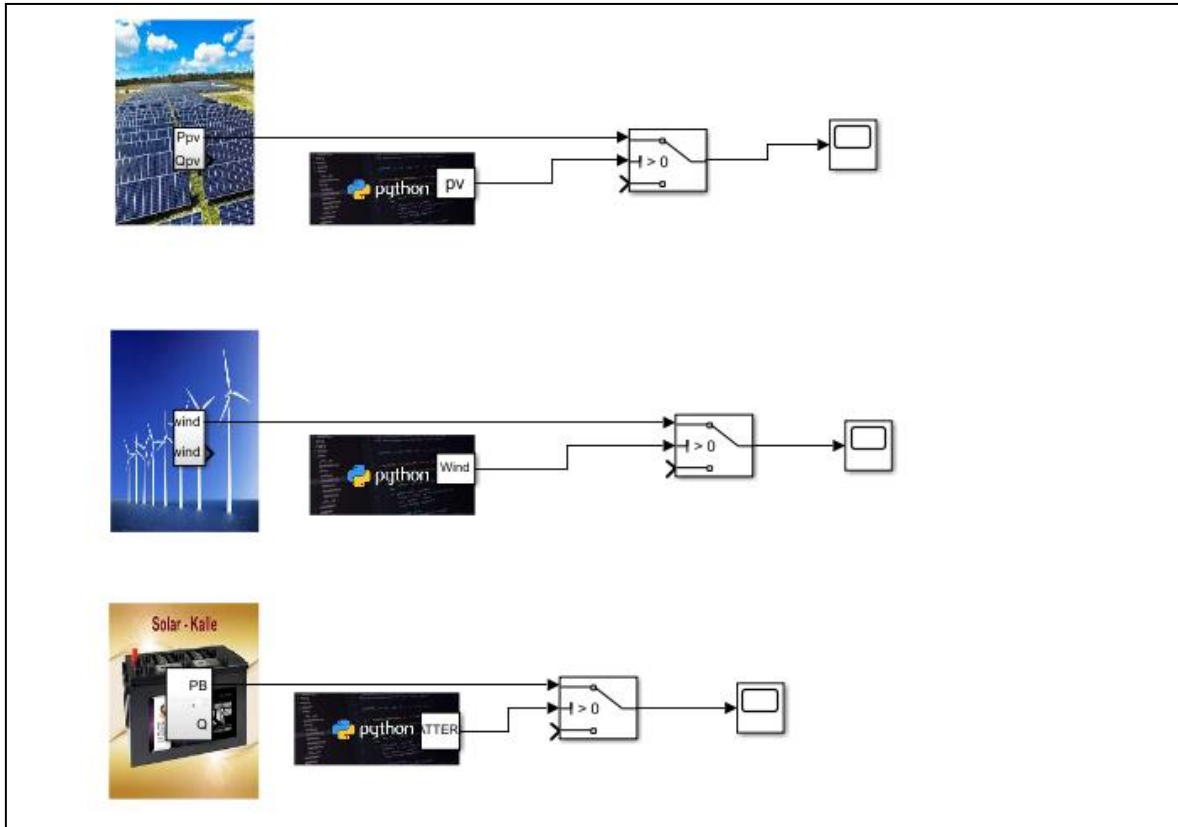 Ppv
Qpv
python
pv
> 0
wind
wind
python
Wind
> 0
Solar - Kalle
PB
Q
python
ATTER
> 0